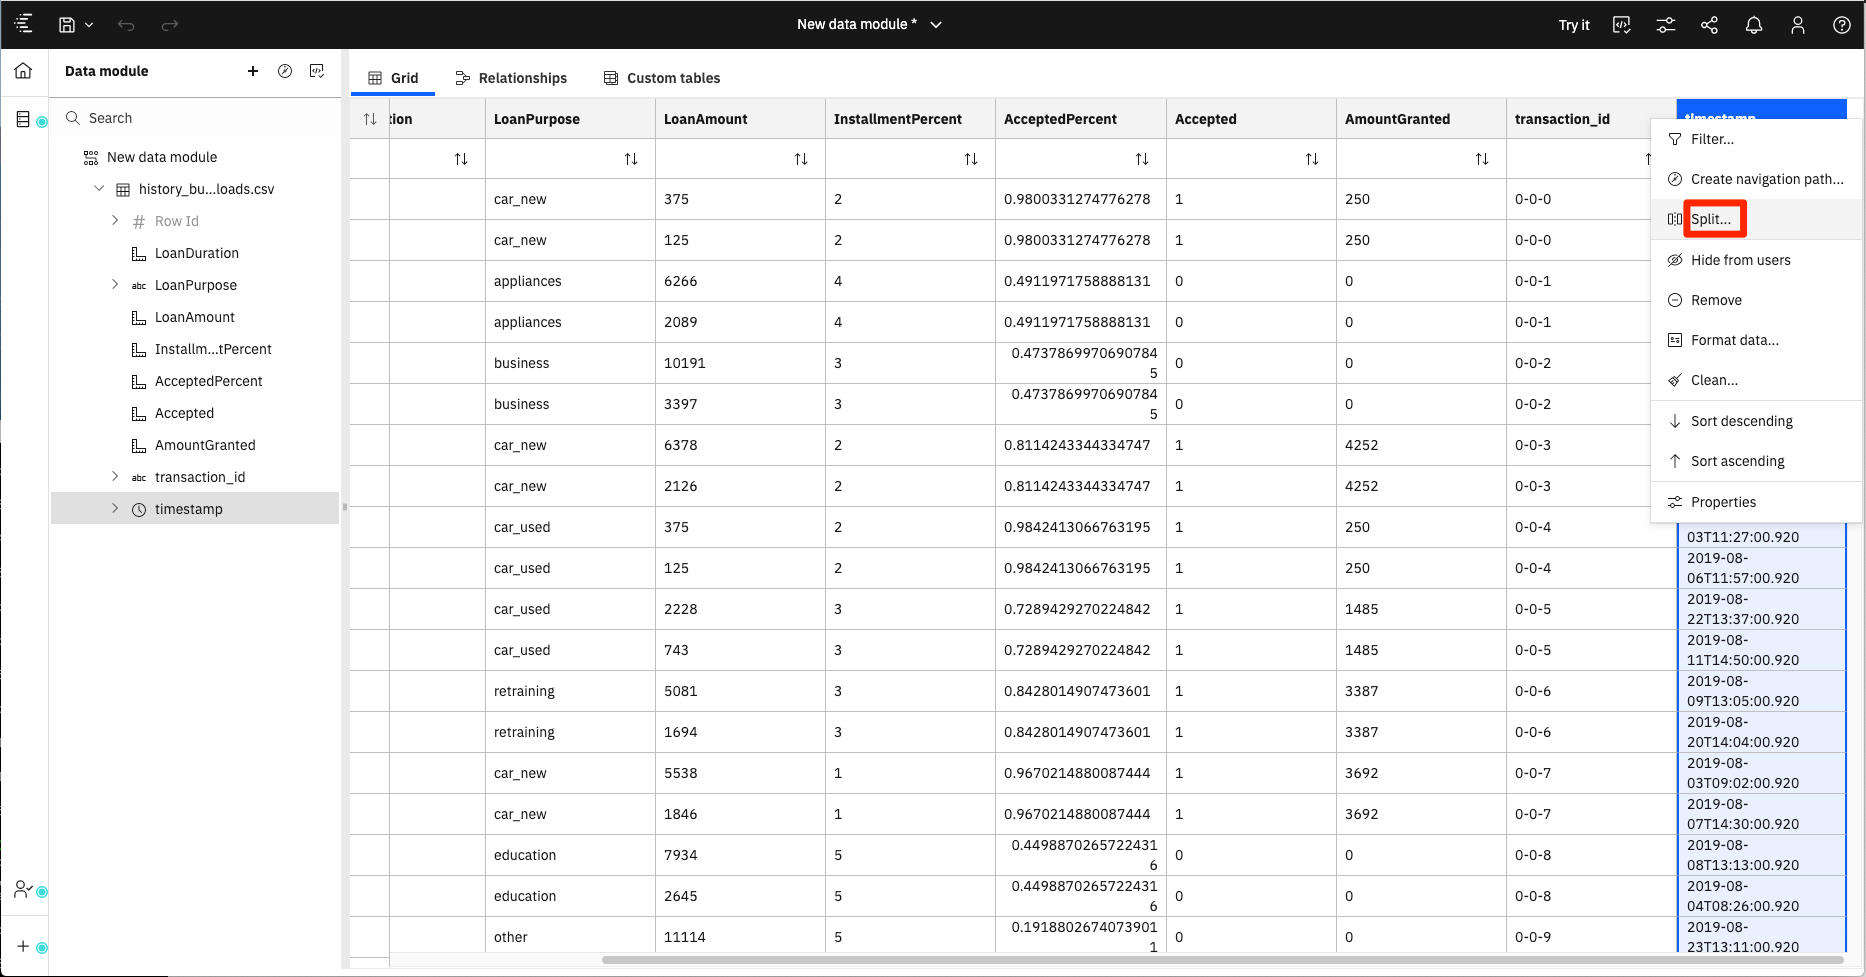 New data module *
Try it
Data module
Search
New data module
history_bu...loads.csv
# Row Id
LoanDuration
abc LoanPurpose
LoanAmount
Installm...tPercent
AcceptedPercent
Accepted
AmountGranted
abc transaction_id
timestamp
Grid Relationships Custom tables
tion LoanPurpose LoanAmount InstallmentPercent AcceptedPercent Accepted AmountGranted transaction_id timestamp
car_new 375 2 0.9800331274776278 1 250 0-0-0
car_new 125 2 0.9800331274776278 1 250 0-0-0
appliances 6266 4 0.4911971758888131 0 0 0-0-1
appliances 2089 4 0.4911971758888131 0 0 0-0-1
business 10191 3 0.4737869970690784 0 0 0-0-2
5
business 3397 3 0.4737869970690784 0 0 0-0-2
5
car_new 6378 2 0.8114243344334747 1 4252 0-0-3
car_new 2126 2 0.8114243344334747 1 4252 0-0-3
car_used 375 2 0.9842413066763195 1 250 0-0-4
03T11:27:00.920
car_used 125 2 0.9842413066763195 1 250 0-0-4 2019-08-
06T11:57:00.920
car_used 2228 3 0.7289429270224842 1 1485 0-0-5 2019-08-
22T13:37:00.920
car_used 743 3 0.7289429270224842 1 1485 0-0-5 2019-08-
11T14:50:00.920
retraining 5081 3 0.8428014907473601 1 3387 0-0-6 2019-08-
09T13:05:00.920
retraining 1694 3 0.8428014907473601 1 3387 0-0-6 2019-08-
20T14:04:00.920
car_new 5538 1 0.9670214880087444 1 3692 0-0-7 2019-08-
03T09:02:00.920
car_new 1846 1 0.9670214880087444 1 3692 0-0-7 2019-08-
07T14:30:00.920
education 7934 5 0.4498870265722431 0 0 0-0-8 2019-08-
6 08T13:13:00.920
education 2645 5 0.4498870265722431 0 0 0-0-8 2019-08-
6 04T08:26:00.920
other 11114 5 0.1918802674073901 0 0 0-0-9 2019-08-
1 23T13:11:00.920
Filter...
Create navigation path...
Split...
Hide from users
Remove
Format data...
Clean...
Sort descending
Sort ascending
Properties